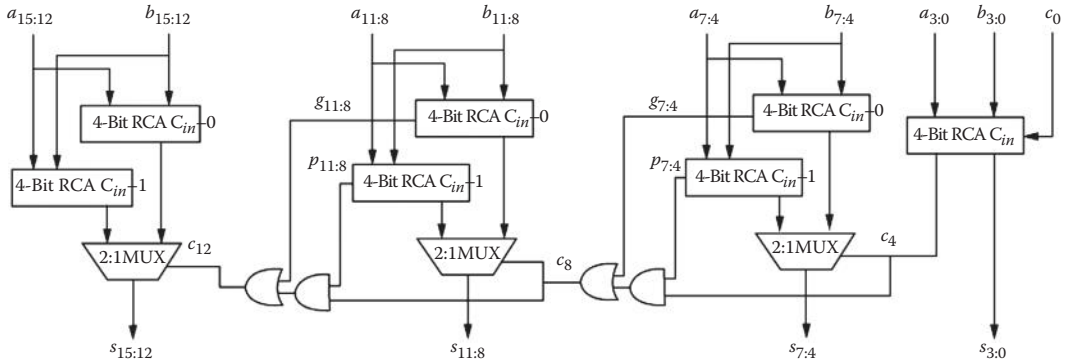 a15:12 b15:12 a11:8 b11:8 a7:4 b7:4 a3:0 b3:0 c0
4-Bit RCA Cin–0
g11:8
4-Bit RCA Cin–0
g7:4
4-Bit RCA Cin–0
4-Bit RCA Cin
4-Bit RCA Cin–1
p11:8
4-Bit RCA Cin–1
p7:4
4-Bit RCA Cin–1
2:1MUX
c12
2:1MUX
c8
2:1MUX
c4
s15:12 s11:8 s7:4 s3:0